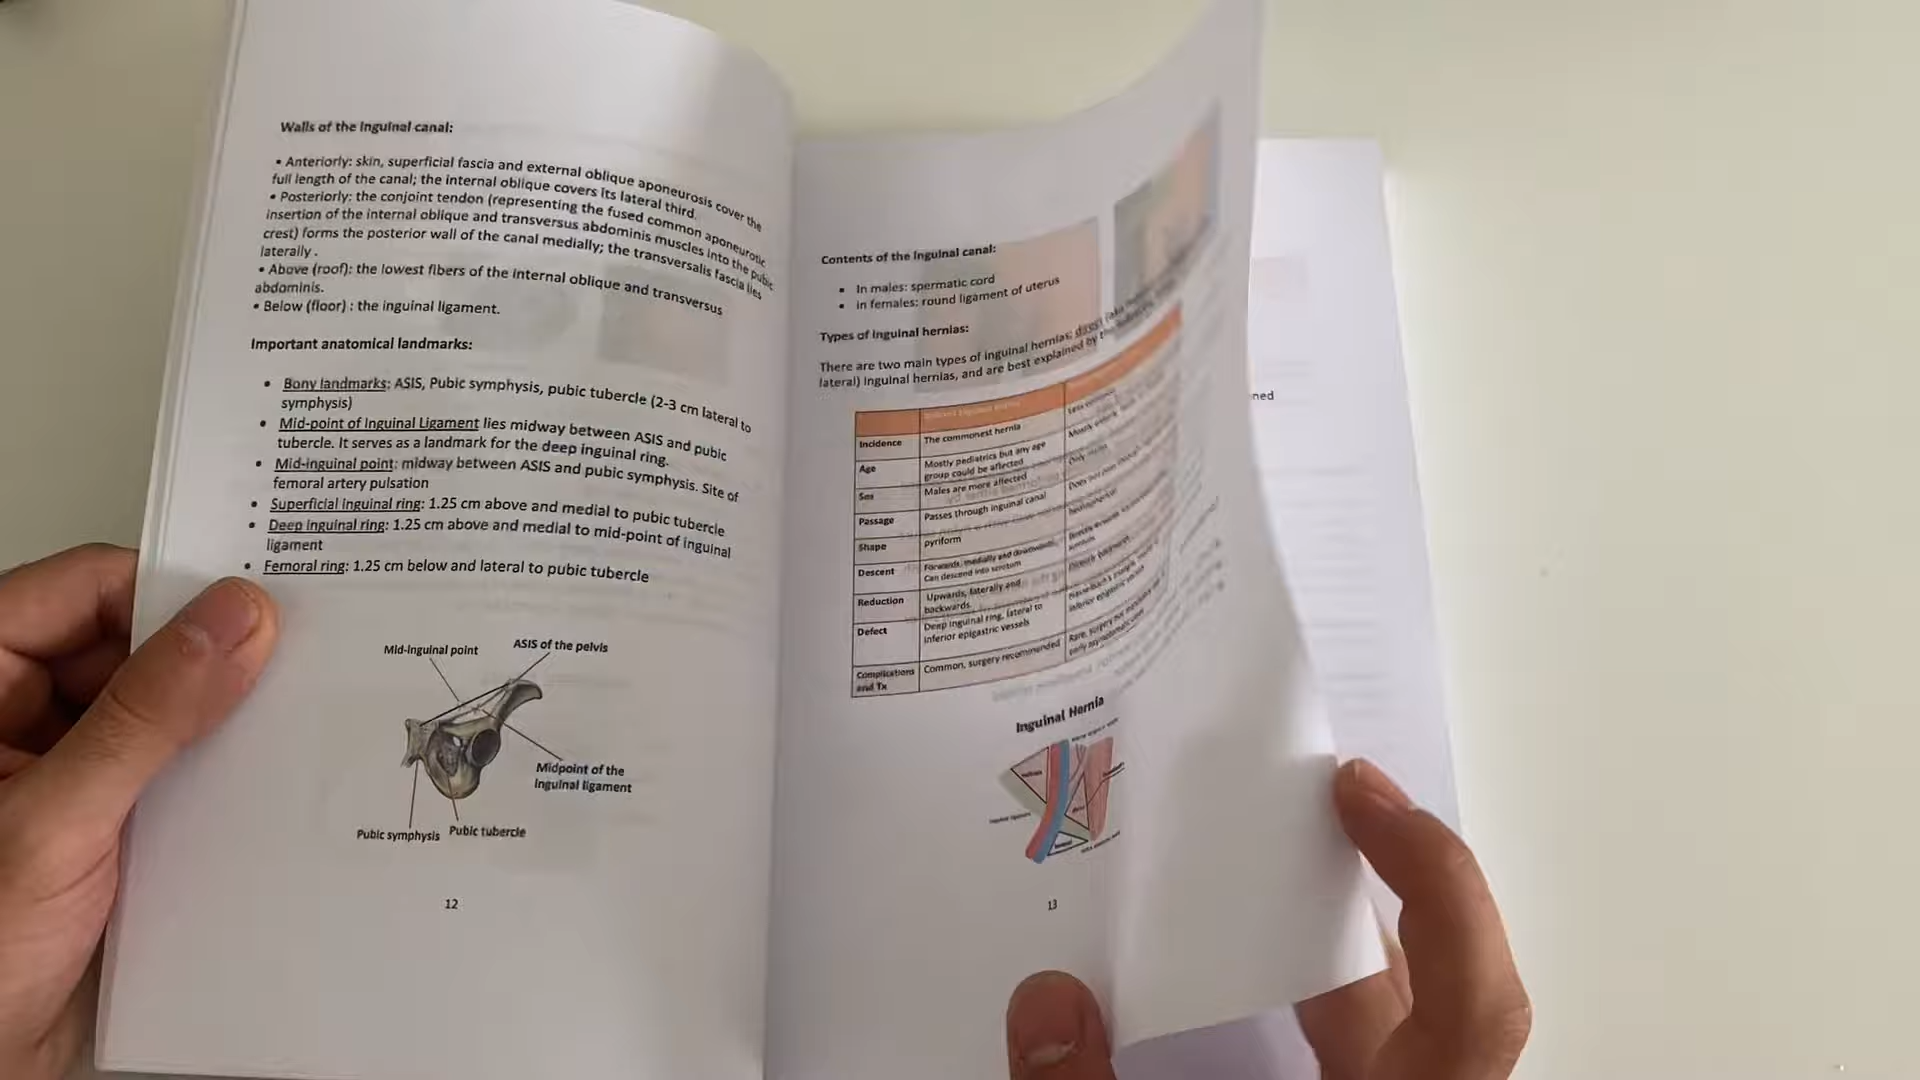 Walls of the inguinal canal:
• Anteriorly: skin, superficial fascia and external oblique aponeurosis cover the
full length of the canal; the internal oblique covers its lateral third.
• Posteriorly: the conjoint tendon (representing the fused common aponeurotic
insertion of the internal oblique and transversus abdominis muscles into the pubic
crest) forms the posterior wall of the canal medially; the transversalis fascia lies
laterally .
• Above (roof): the lowest fibers of the internal oblique and transversus
abdominis.
• Below (floor) : the inguinal ligament.
Important anatomical landmarks:
• Bony landmarks: ASIS, Pubic symphysis, pubic tubercle (2-3 cm lateral to
symphysis)
• Mid-point of Inguinal Ligament lies midway between ASIS and pubic
tubercle. It serves as a landmark for the deep inguinal ring.
• Mid-inguinal point: midway between ASIS and pubic symphysis. Site of
femoral artery pulsation
• Superficial inguinal ring: 1.25 cm above and medial to pubic tubercle
• Deep inguinal ring: 1.25 cm above and medial to mid-point of inguinal
ligament
• Femoral ring: 1.25 cm below and lateral to pubic tubercle
Mid-inguinal point
ASIS of the pelvis
Midpoint of the
inguinal ligament
Pubic symphysis
Pubic tubercle
12
Contents of the inguinal canal:
• In males: spermatic cord
• in females: round ligament of uterus
Types of inguinal hernias:
There are two main types of inguinal hernias; direct (aka
lateral) inguinal hernias, and are best explained by the
Incidence The commonest hernia Less common
Age Mostly pediatrics but any age
group could be affected
Sex Males are more affected
Passage Passes through inguinal canal
Shape pyriform
Descent Forwards, medially and downwards.
Can descend into scrotum
Reduction Upwards, laterally and
backwards
Defect Deep inguinal ring, lateral to
inferior epigastric vessels
Complications
and Tx Common, surgery recommended
Inguinal Hernia
13
ned